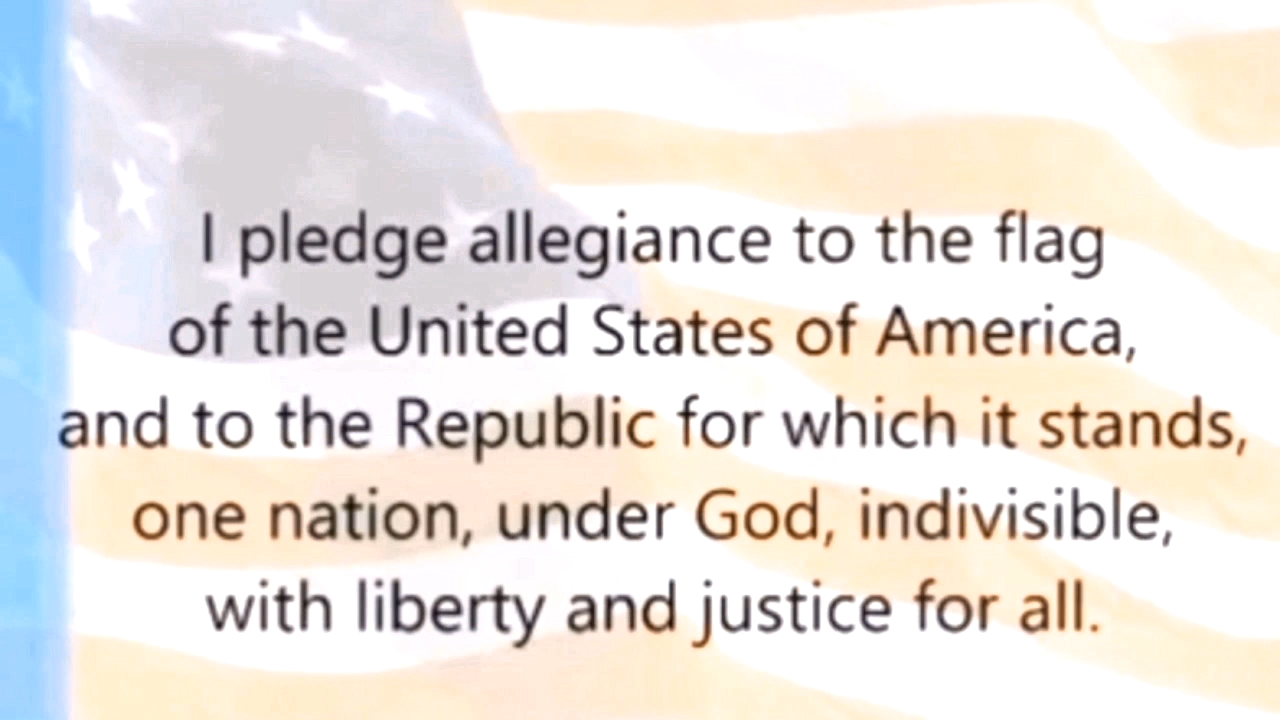 I pledge allegiance to the flag
of the United States of America,
and to the Republic for which it stands,
one nation, under God, indivisible,
with liberty and justice for all.